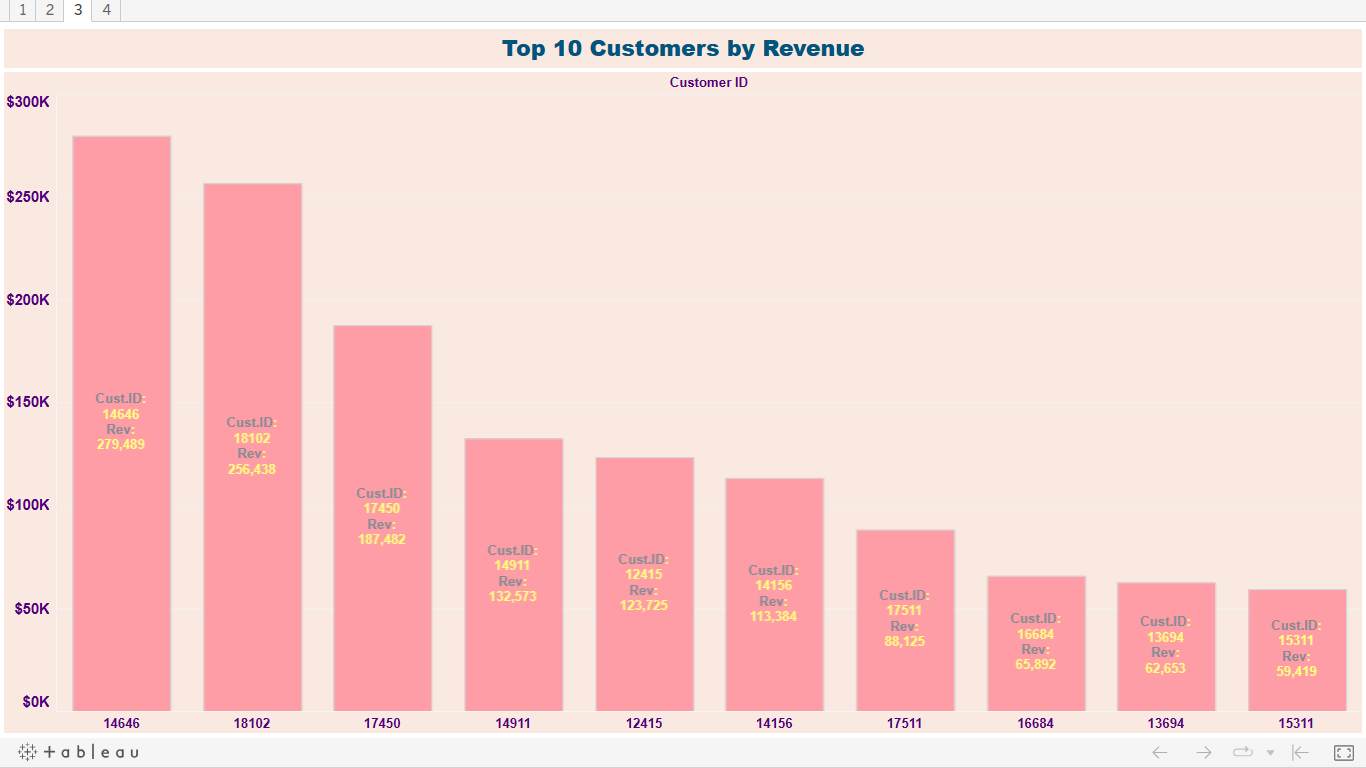 1 2 3 4
Top 10 Customers by Revenue
Customer ID
$300K
$250K
$200K
$150K
$100K
$50K
$0K
Cust.ID:
14646
Rev:
279,489
Cust.ID:
18102
Rev:
256,438
Cust.ID:
17450
Rev:
187,482
Cust.ID:
14911
Rev:
132,573
Cust.ID:
12415
Rev:
123,725
Cust.ID:
14156
Rev:
113,384
Cust.ID:
17511
Rev:
88,125
Cust.ID:
16684
Rev:
65,892
Cust.ID:
13694
Rev:
62,653
Cust.ID:
15311
Rev:
59,419
14646 18102 17450 14911 12415 14156 17511 16684 13694 15311
+ a b l e a u